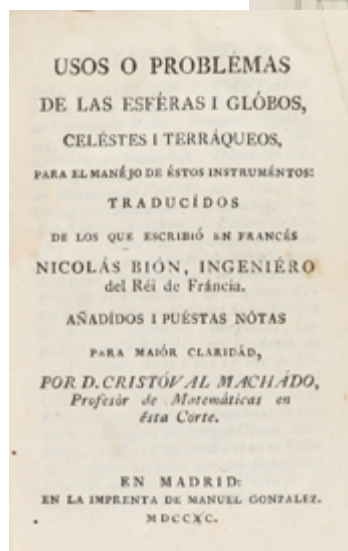 USOS O PROBLÉMAS
DE LAS ESFÉRAS I GLÓBOS,
CELÉSTES I TERRÁQUEOS,
PARA EL MANÉJO DE ÉSTOS INSTRUMÉNTOS:
TRADUCÍDOS
DE LOS QUE ESCRIBIÓ EN FRANCÉS
NICOLÁS BIÓN, INGENIÉRO
del Réi de Fráncia.
AÑADÍDOS I PUÉSTAS NÓTAS
PARA MAIÓR CLARIDÁD,
POR D. CRISTÓVAL MACHÁDO,
Profesór de Matemáticas en
ésta Corte.
EN MADRID:
EN LA IMPRENTA DE MANUEL GONZALEZ.
MDCCXC.